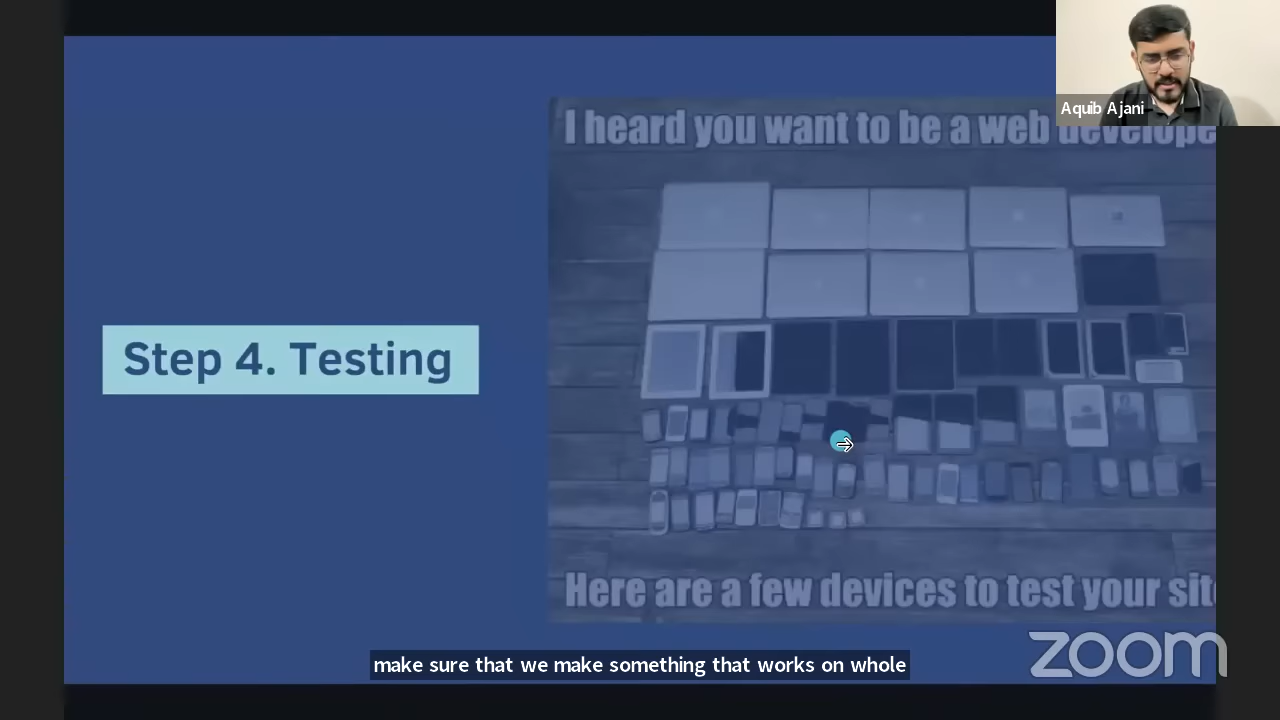 Aquib Ajani
I heard you want to be a web develope
Step 4. Testing
Here are a few devices to test your sit
make sure that we make something that works on whole
zoom